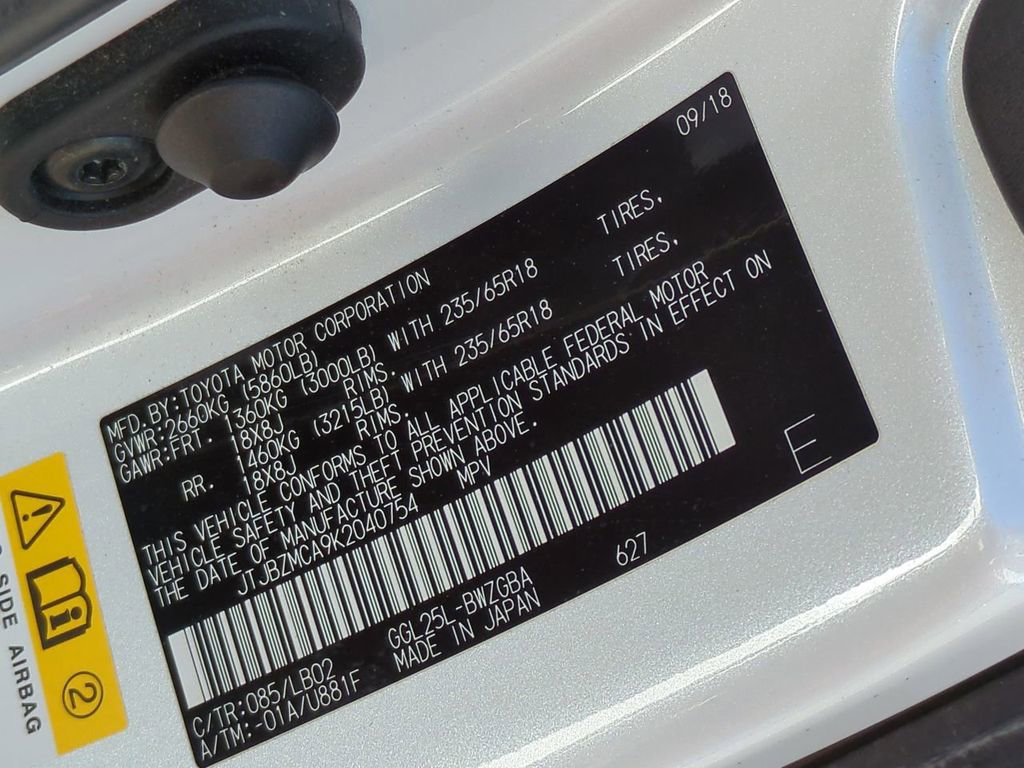 MFD.BY:TOYOTA MOTOR CORPORATION 09/18
GVWR:2660KG (5860LB)
GAWR:FRT. 1360KG (3000LB) WITH 235/65R18 TIRES,
18X8J RIMS,
RR. 1460KG (3215LB) WITH 235/65R18 TIRES,
18X8J RIMS.
THIS VEHICLE CONFORMS TO ALL APPLICABLE FEDERAL MOTOR
VEHICLE SAFETY AND THEFT PREVENTION STANDARDS IN EFFECT ON
THE DATE OF MANUFACTURE SHOWN ABOVE.
JTJBZMCA9K2040754 MPV
C/TR:085/LB02 GGL25L-BWZGBA 627 E
A/TM:-01A/U881F MADE IN JAPAN
2
SIDE AIRBAG